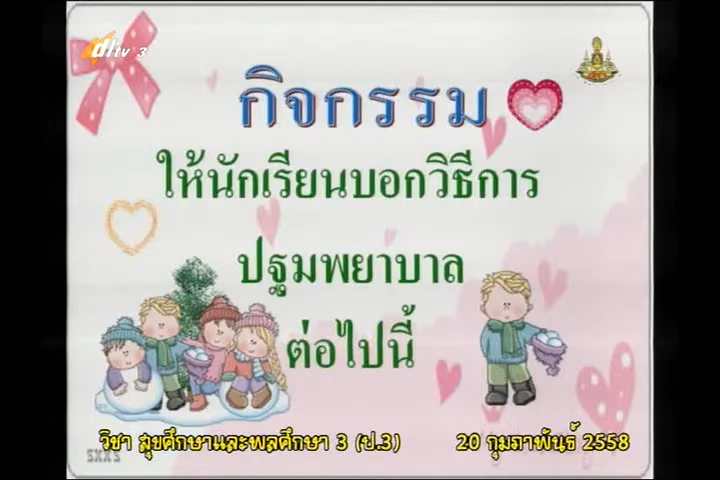 dltv 3
กิจกรรม
ให้นักเรียนบอกวิธีการ
ปฐมพยาบาล
ต่อไปนี้
วิชา สุขศึกษาและพลศึกษา 3 (ป.3) 20 กุมภาพันธ์ 2558